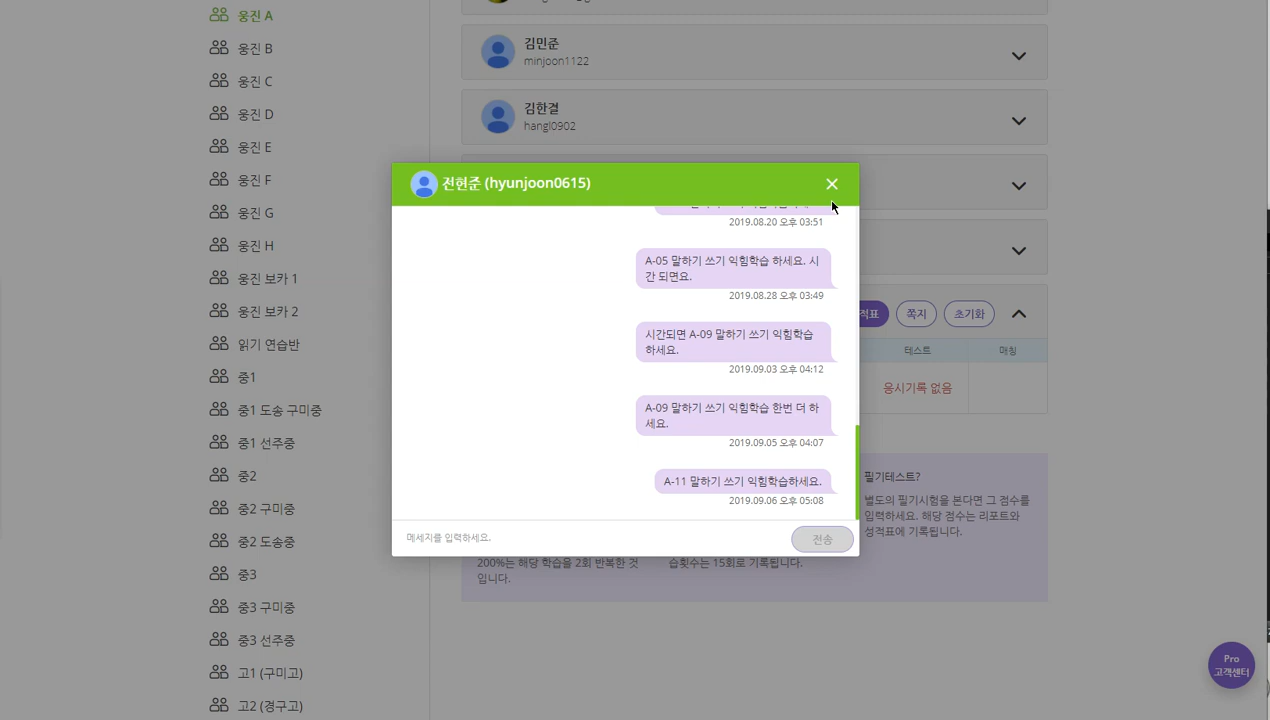 웅진 A
웅진 B
웅진 C
웅진 D
웅진 E
웅진 F
웅진 G
웅진 H
웅진 보카 1
웅진 보카 2
읽기 연습반
중1
중1 도송 구미중
중1 선주중
중2
중2 구미중
중2 도송중
중3
중3 구미중
중3 선주중
고1 (구미고)
고2 (경구고)
김민준
minjoon1122
김한결
hangl0902
전현준 (hyunjoon0615)
2019.08.20 오후 03:51
A-05 말하기 쓰기 익힘학습 하세요. 시
간 되면요.
2019.08.28 오후 03:49
시간되면 A-09 말하기 쓰기 익힘학습
하세요.
2019.09.03 오후 04:12
A-09 말하기 쓰기 익힘학습 한번 더 하
세요.
2019.09.05 오후 04:07
A-11 말하기 쓰기 익힘학습하세요.
2019.09.06 오후 05:08
메세지를 입력하세요.
전송
적표
쪽지
초기화
테스트
매칭
응시기록 없음
필기테스트?
별도의 필기시험을 본다면 그 점수를
입력하세요. 해당 점수는 리포트와
성적표에 기록됩니다.
200%는 해당 학습을 2회 반복한 것
입니다.
습횟수는 15회로 기록됩니다.
Pro
고객센터